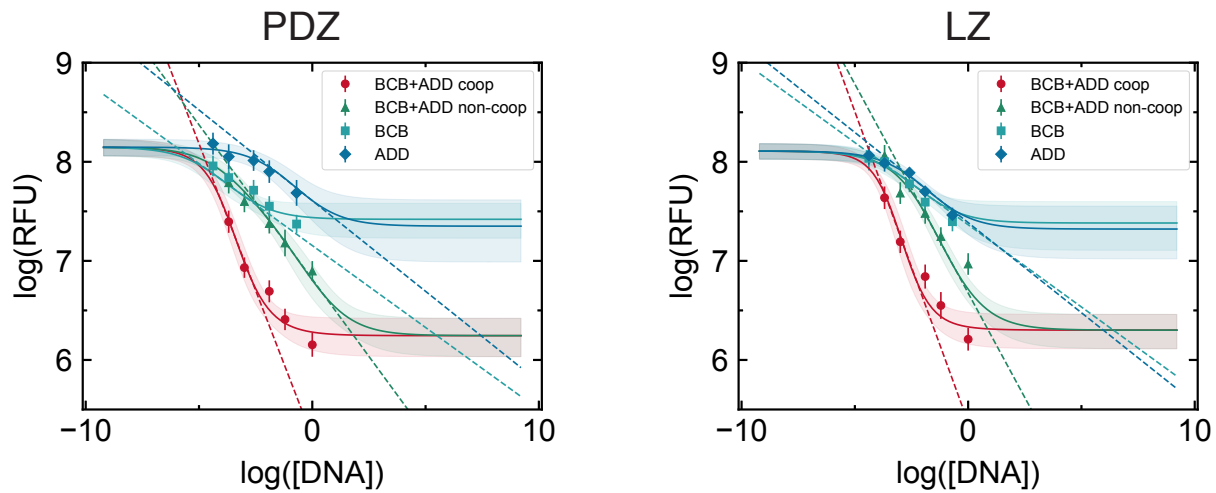 PDZ
log(RFU)
9
8
7
6
BCB+ADD coop
BCB+ADD non-coop
BCB
ADD
−10
0
10
log([DNA])
LZ
log(RFU)
9
8
7
6
BCB+ADD coop
BCB+ADD non-coop
BCB
ADD
−10
0
10
log([DNA])